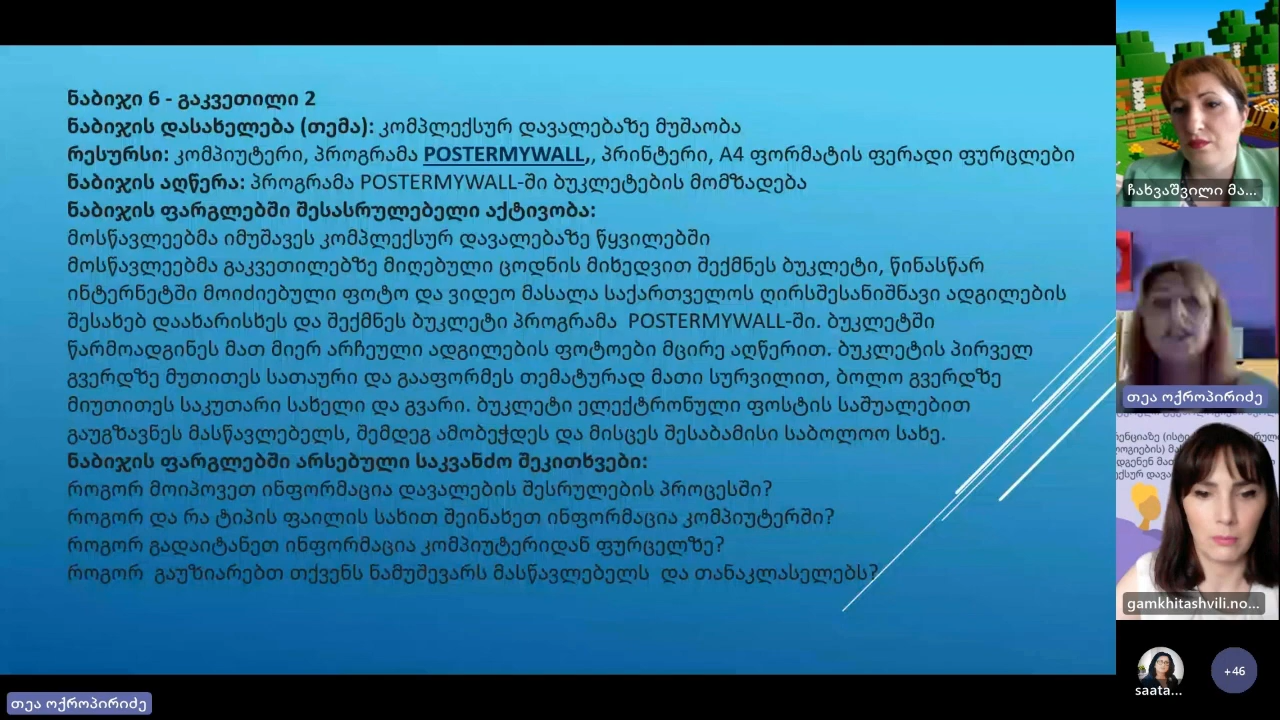 ნაბიჯი 6 - გაკვეთილი 2
ნაბიჯის დასახელება (თემა): კომპლექსურ დავალებაზე მუშაობა
რესურსი: კომპიუტერი, პროგრამა POSTERMYWALL,, პრინტერი, A4 ფორმატის ფერადი ფურცლები
ნაბიჯის აღწერა: პროგრამა POSTERMYWALL-ში ბუკლეტების მომზადება
ნაბიჯის ფარგლებში შესასრულებელი აქტივობა:
მოსწავლეებმა იმუშავეს კომპლექსურ დავალებაზე წყვილებში
მოსწავლეებმა გაკვეთილებზე მიღებული ცოდნის მიხედვით შექმნეს ბუკლეტი, წინასწარ
ინტერნეტში მოიძიებული ფოტო და ვიდეო მასალა საქართველოს ღირსშესანიშნავი ადგილების
შესახებ დაახარისხეს და შექმნეს ბუკლეტი პროგრამა POSTERMYWALL-ში. ბუკლეტში
წარმოადგინეს მათ მიერ არჩეული ადგილების ფოტოები მცირე აღწერით. ბუკლეტის პირველ
გვერდზე მუთითეს სათაური და გააფორმეს თემატურად მათი სურვილით, ბოლო გვერდზე
მიუთითეს საკუთარი სახელი და გვარი. ბუკლეტი ელექტრონული ფოსტის საშუალებით
გაუგზავნეს მასწავლებელს, შემდეგ ამობეჭდეს და მისცეს შესაბამისი საბოლოო სახე.
ნაბიჯის ფარგლებში არსებული საკვანძო შეკითხვები:
როგორ მოიპოვეთ ინფორმაცია დავალების შესრულების პროცესში?
როგორ და რა ტიპის ფაილის სახით შეინახეთ ინფორმაცია კომპიუტერში?
როგორ გადაიტანეთ ინფორმაცია კომპიუტერიდან ფურცელზე?
როგორ გაუზიარებთ თქვენს ნამუშევარს მასწავლებელს და თანაკლასელებს?
ჩახვაშვილი მა...
თეა ოქროპირიძე
gamkhitashvili.no...
saata...
+46
თეა ოქროპირიძე